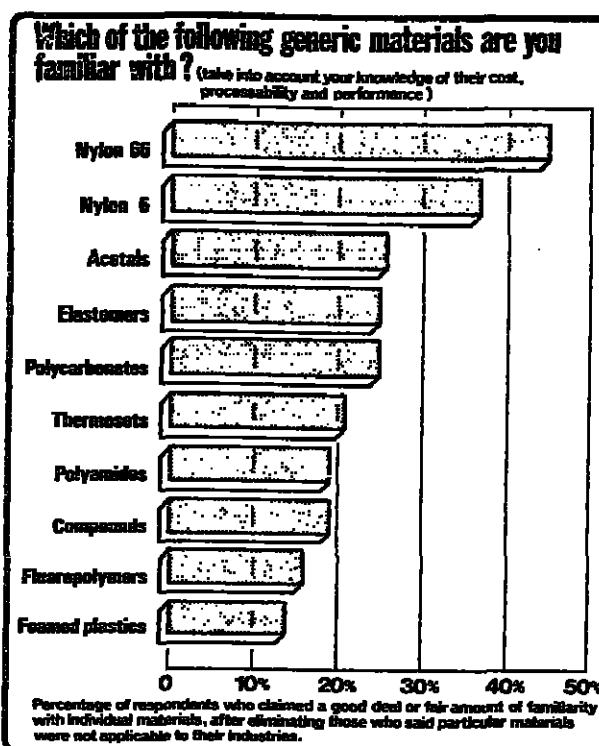 Which of the following generic materials are you
familiar with? (take into account your knowledge of their cost,
processability and performance)
Nylon 66
Nylon 6
Acetals
Elastomers
Polycarbonates
Thermosets
Polyamides
Compounds
Fluoropolymers
Foamed plastics
0 10% 20% 30% 40% 50%
Percentage of respondents who claimed a good deal or fair amount of familiarity
with individual materials, after eliminating those who said particular materials
were not applicable to their industries.